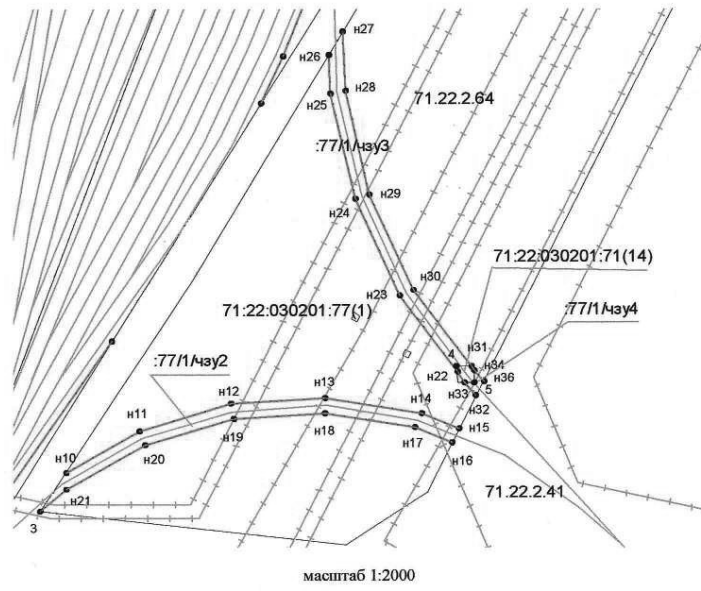 н27
н26
н28
н25
71.22.2.64
:77/1/чзу3
н29
н24
н30
71:22:030201:71(14)
н23
71:22:030201:77(1)
:77/1/чзу4
4
н31
:77/1/чзу2
н34
н22
н36
н33
5
н13
н12
н32
н14
н11
н19
н18
н15
н17
н20
н16
н10
н21
71.22.2.41
3
масштаб 1:2000